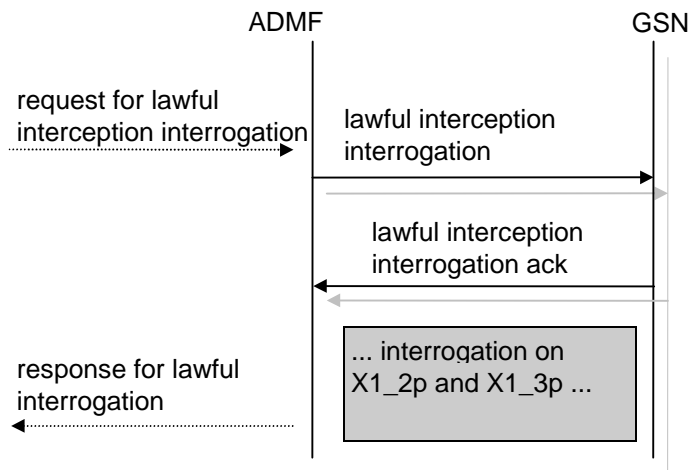 ADMF
GSN
request for lawful
interception interrogation
lawful interception
interrogation
lawful interception
interrogation ack
... interrogation on
X1_2p and X1_3p ...
response for lawful
interrogation